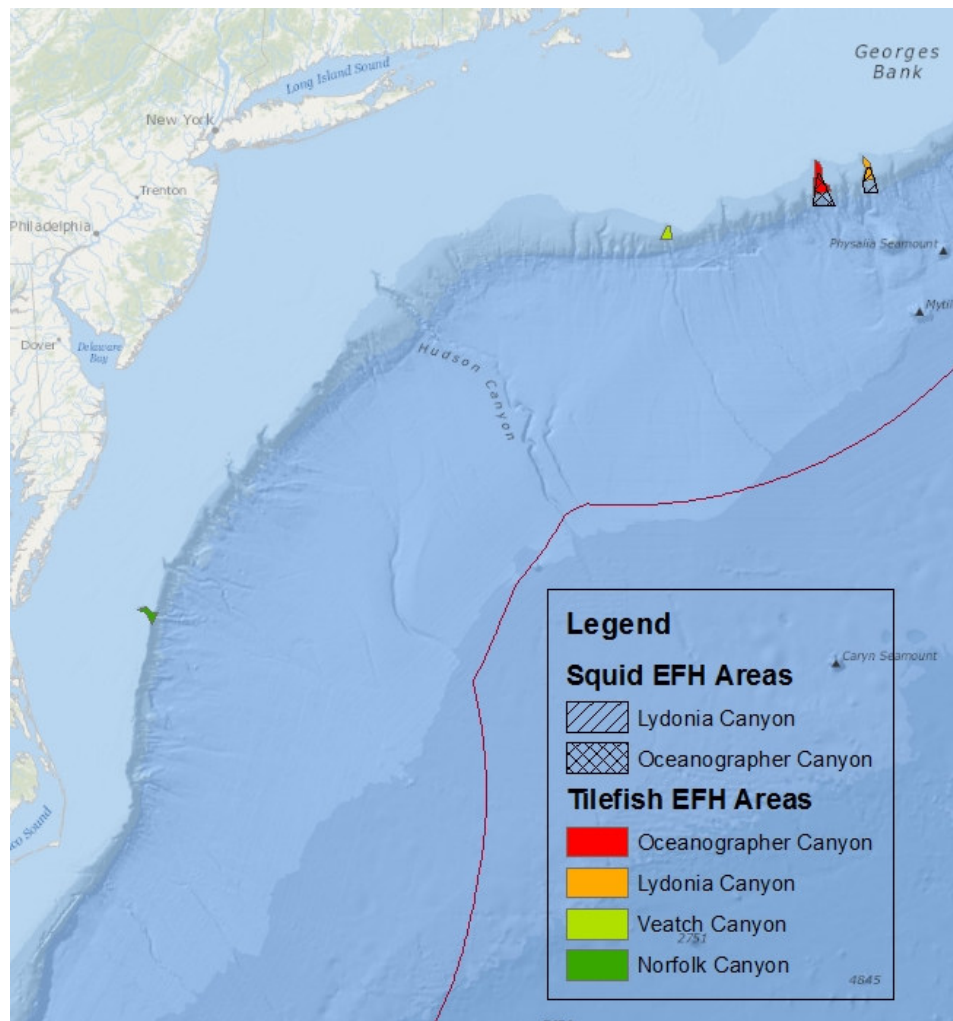 Georges
Bank
Long Island Sound
New York
Trenton
Philadelphia
Physalia Seamount
Dover
Delaware
Bay
Hudson Canyon
Legend
Squid EFH Areas
Caryn Seamount
Lydonia Canyon
Oceanographer Canyon
Tilefish EFH Areas
Oceanographer Canyon
Lydonia Canyon
Veatch Canyon
2751
Norfolk Canyon
4845
Sound